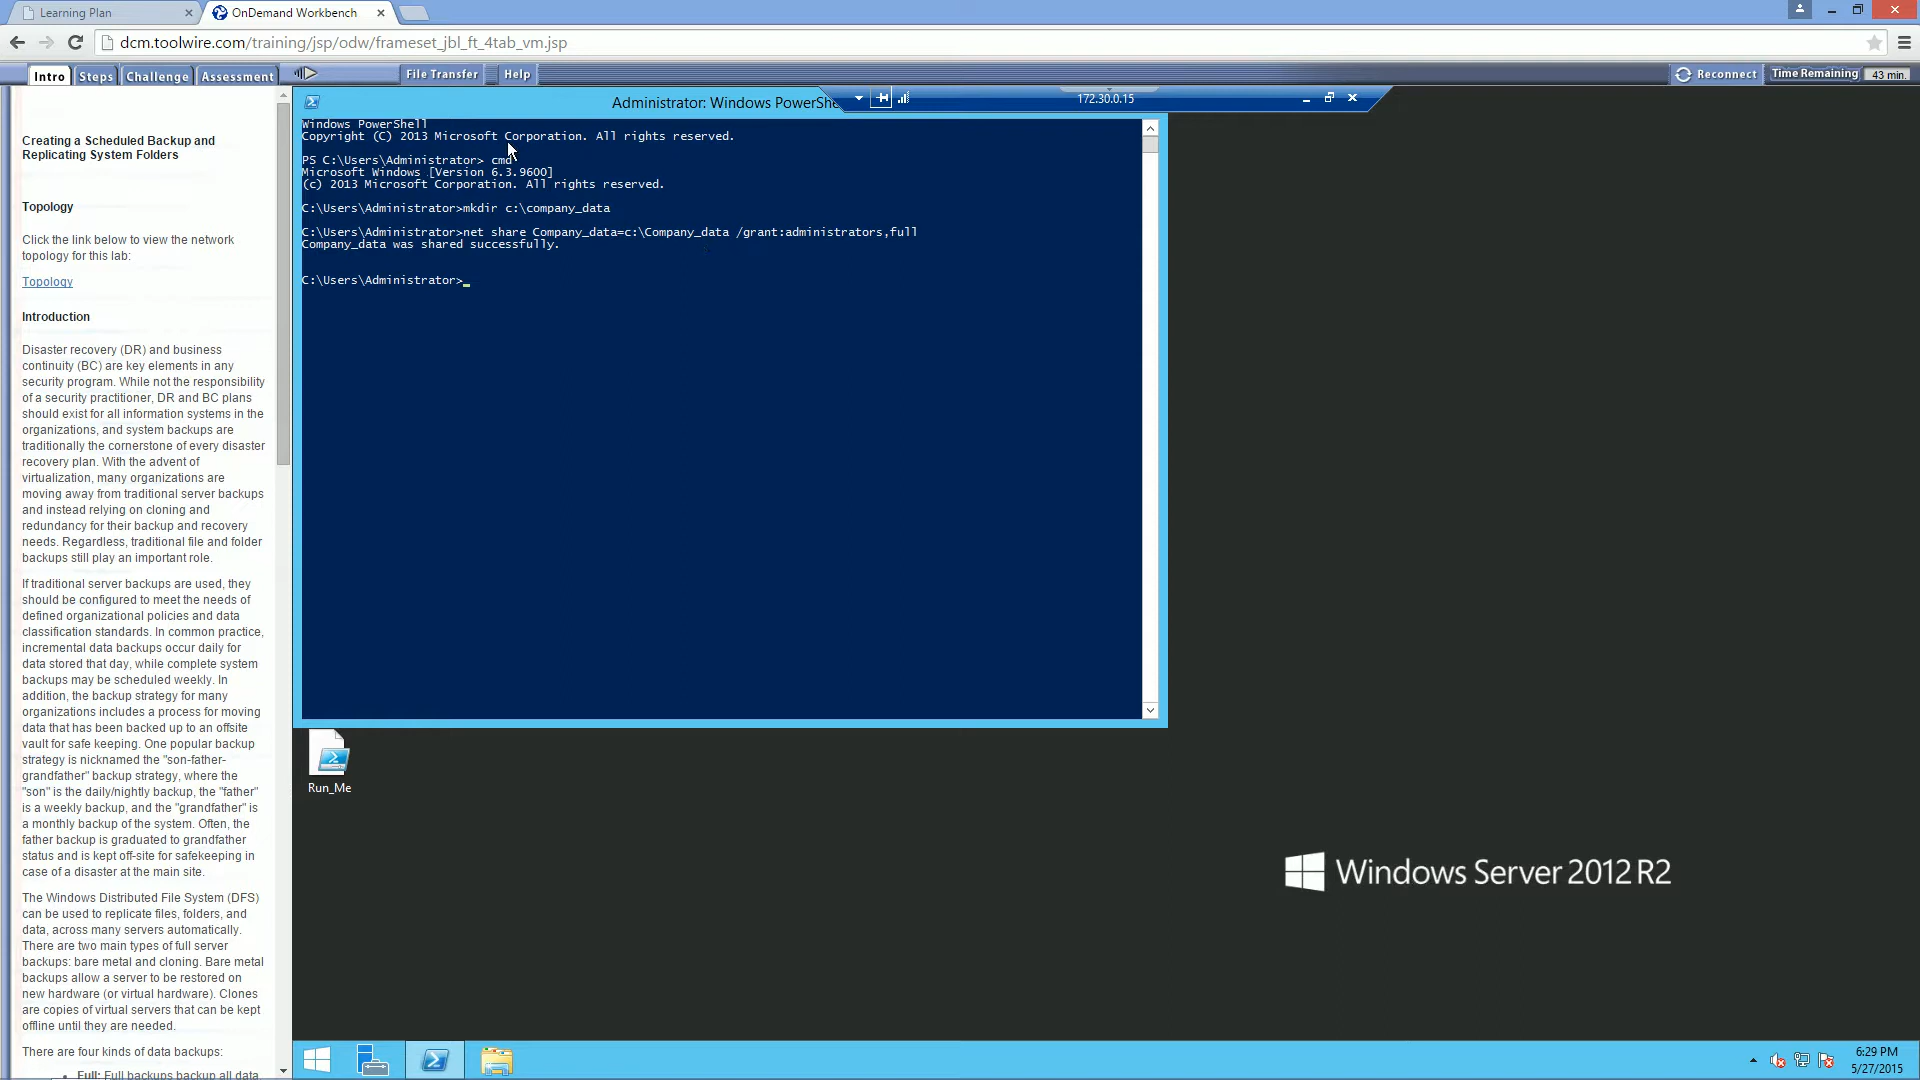 Learning Plan
OnDemand Workbench
dcm.toolwire.com/training/jsp/odw/frameset_jbl_ft_4tab_vm.jsp
Intro
Steps
Challenge
Assessment
File Transfer
Help
Reconnect
Time Remaining
43 min.
Creating a Scheduled Backup and
Replicating System Folders
Topology
Click the link below to view the network
topology for this lab:
Topology
Introduction
Disaster recovery (DR) and business
continuity (BC) are key elements in any
security program. While not the responsibility
of a security practitioner, DR and BC plans
should exist for all information systems in the
organizations, and system backups are
traditionally the cornerstone of every disaster
recovery plan. With the advent of
virtualization, many organizations are
moving away from traditional server backups
and instead relying on cloning and
redundancy for their backup and recovery
needs. Regardless, traditional file and folder
backups still play an important role.
If traditional server backups are used, they
should be configured to meet the needs of
defined organizational policies and data
classification standards. In common practice,
incremental data backups occur daily for
data stored that day, while complete system
backups may be scheduled weekly. In
addition, the backup strategy for many
organizations includes a process for moving
data that has been backed up to an offsite
vault for safe keeping. One popular backup
strategy is nicknamed the "son-father-
grandfather" backup strategy, where the
"son" is the daily/nightly backup, the "father"
is a weekly backup, and the "grandfather" is
a monthly backup of the system. Often, the
father backup is graduated to grandfather
status and is kept off-site for safekeeping in
case of a disaster at the main site.
The Windows Distributed File System (DFS)
can be used to replicate files, folders, and
data, across many servers automatically.
There are two main types of full server
backups: bare metal and cloning. Bare metal
backups allow a server to be restored on
new hardware (or virtual hardware). Clones
are copies of virtual servers that can be kept
offline until they are needed.
There are four kinds of data backups:
Full: Full backups backup all data
Administrator: Windows PowerShe
172.30.0.15
Windows PowerShell
Copyright (C) 2013 Microsoft Corporation. All rights reserved.
PS C:\Users\Administrator> cmd
Microsoft Windows [Version 6.3.9600]
(c) 2013 Microsoft Corporation. All rights reserved.
C:\Users\Administrator>mkdir c:\company_data
C:\Users\Administrator>net share Company_data=c:\Company_data /grant:administrators,full
Company_data was shared successfully.
C:\Users\Administrator>
Run_Me
Windows Server 2012 R2
6:29 PM
5/27/2015